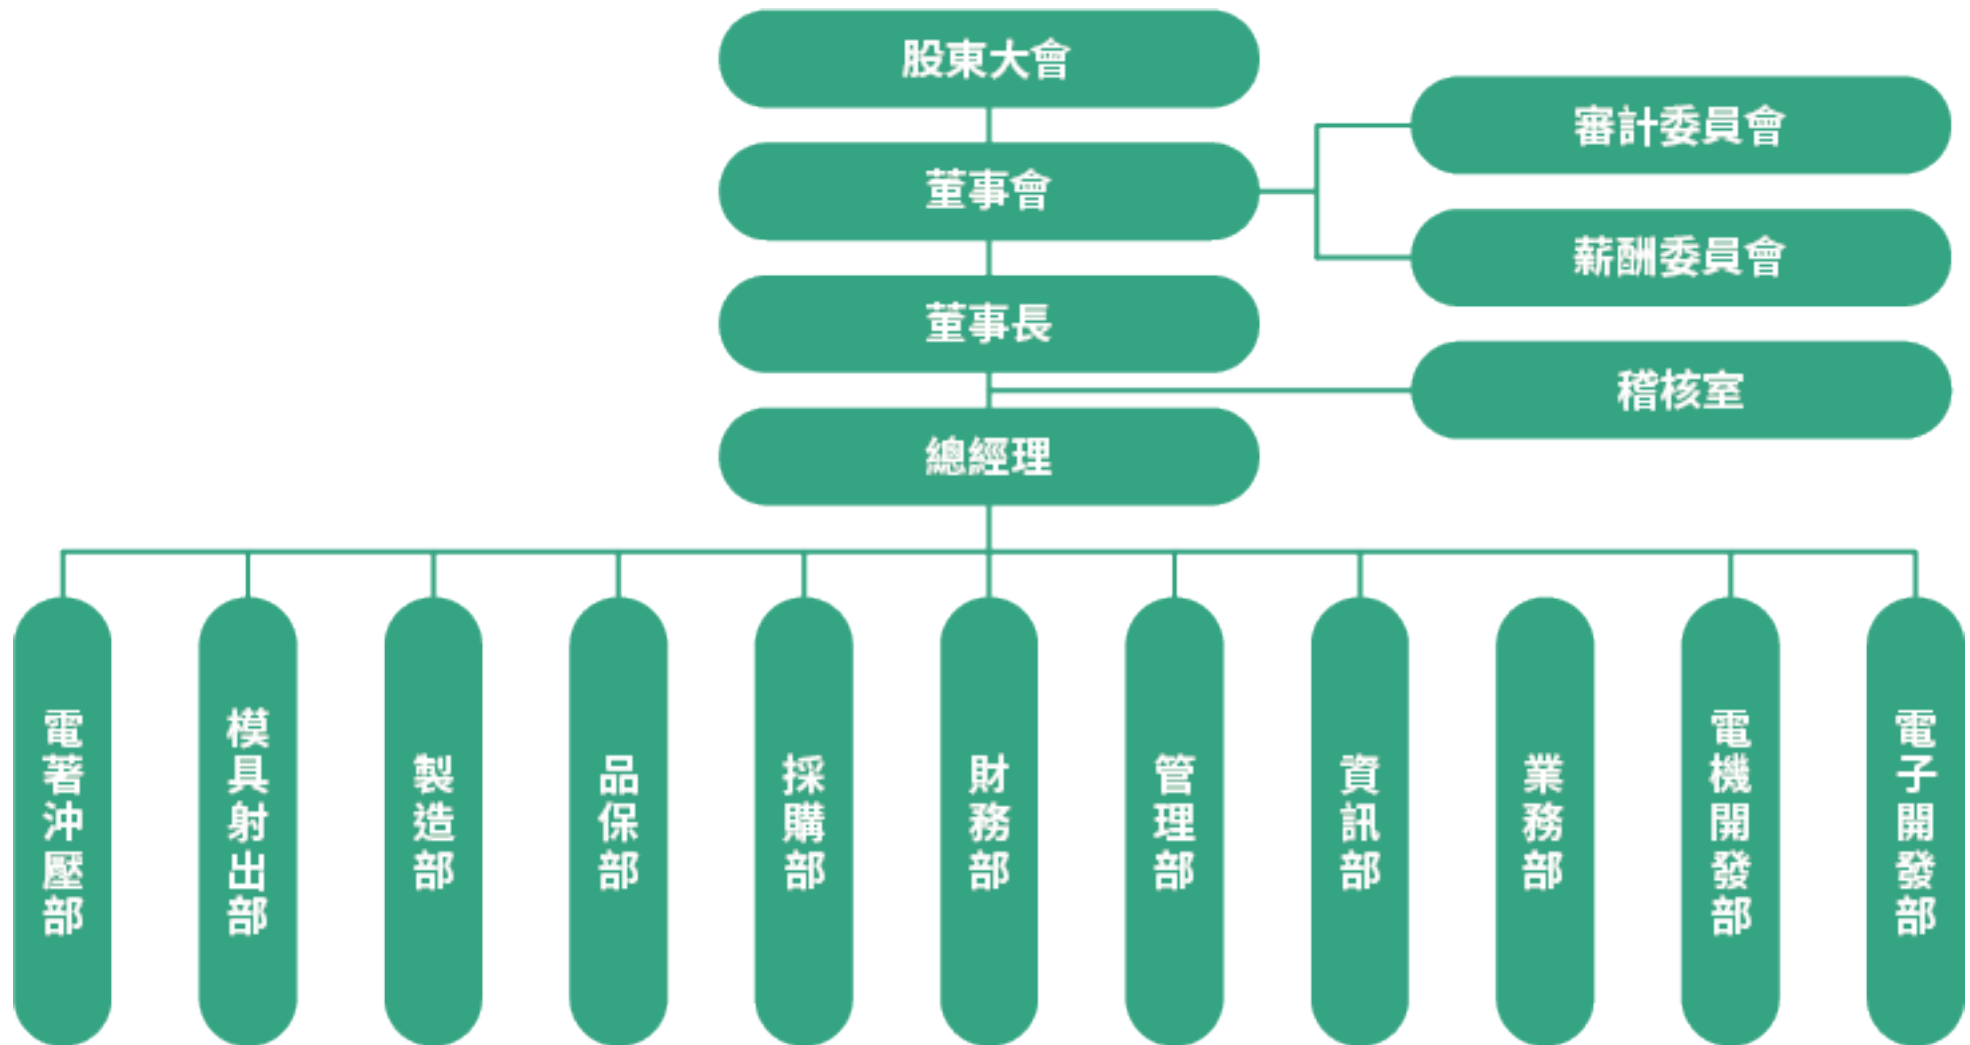 股東大會
審計委員會
董事會
薪酬委員會
董事長
稽核室
總經理
電著沖壓部
模具射出部
製造部
品保部
採購部
財務部
管理部
資訊部
業務部
電機開發部
電子開發部